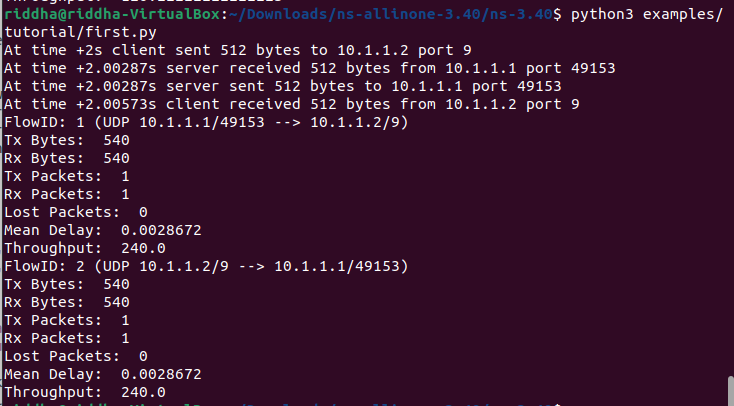 riddha@riddha-VirtualBox:~/Downloads/ns-allinone-3.40/ns-3.40$ python3 examples/
tutorial/first.py
At time +2s client sent 512 bytes to 10.1.1.2 port 9
At time +2.00287s server received 512 bytes from 10.1.1.1 port 49153
At time +2.00287s server sent 512 bytes to 10.1.1.1 port 49153
At time +2.00573s client received 512 bytes from 10.1.1.2 port 9
FlowID: 1 (UDP 10.1.1.1/49153 --> 10.1.1.2/9)
Tx Bytes:  540
Rx Bytes:  540
Tx Packets:  1
Rx Packets:  1
Lost Packets:  0
Mean Delay:  0.0028672
Throughput:  240.0
FlowID: 2 (UDP 10.1.1.2/9 --> 10.1.1.1/49153)
Tx Bytes:  540
Rx Bytes:  540
Tx Packets:  1
Rx Packets:  1
Lost Packets:  0
Mean Delay:  0.0028672
Throughput:  240.0